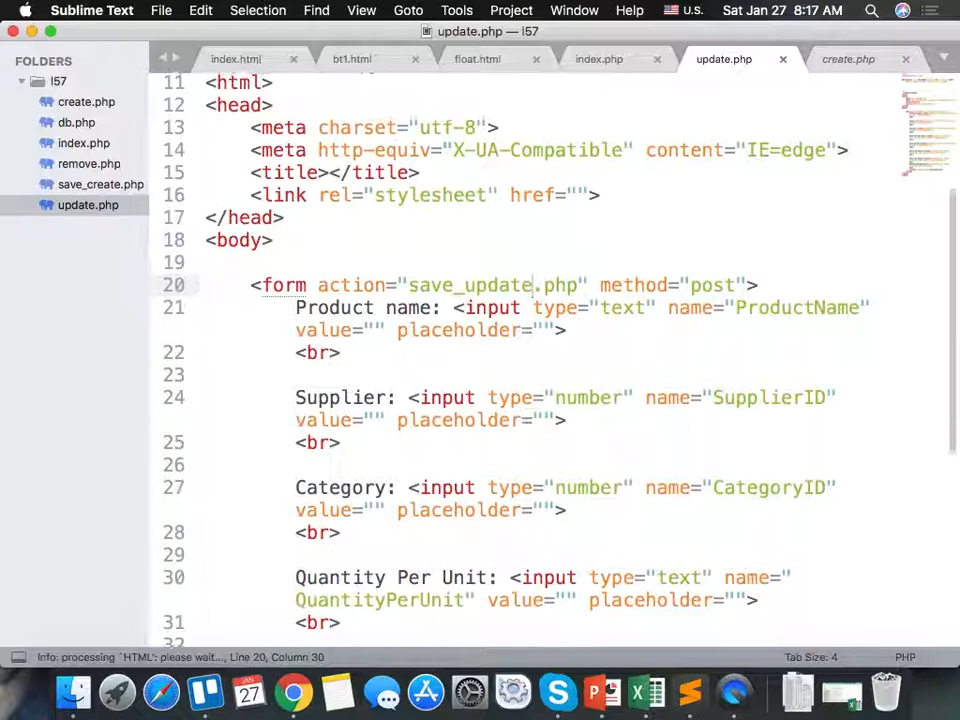 Sublime Text File Edit Selection Find View Goto Tools Project Window Help U.S. Sat Jan 27 8:17 AM
update.php — l57
FOLDERS
l57
create.php
db.php
index.php
remove.php
save_create.php
update.php
index.html bt1.html float.html index.php update.php create.php
11 <html>
12 <head>
13 <meta charset="utf-8">
14 <meta http-equiv="X-UA-Compatible" content="IE=edge">
15 <title></title>
16 <link rel="stylesheet" href="">
17 </head>
18 <body>
19
20 <form action="save_update.php" method="post">
21 Product name: <input type="text" name="ProductName"
value="" placeholder="">
22 <br>
23
24 Supplier: <input type="number" name="SupplierID"
value="" placeholder="">
25 <br>
26
27 Category: <input type="number" name="CategoryID"
value="" placeholder="">
28 <br>
29
30 Quantity Per Unit: <input type="text" name="
QuantityPerUnit" value="" placeholder="">
31 <br>
32
Info: processing `HTML': please wait..., Line 20, Column 30 Tab Size: 4 PHP
JAN
27